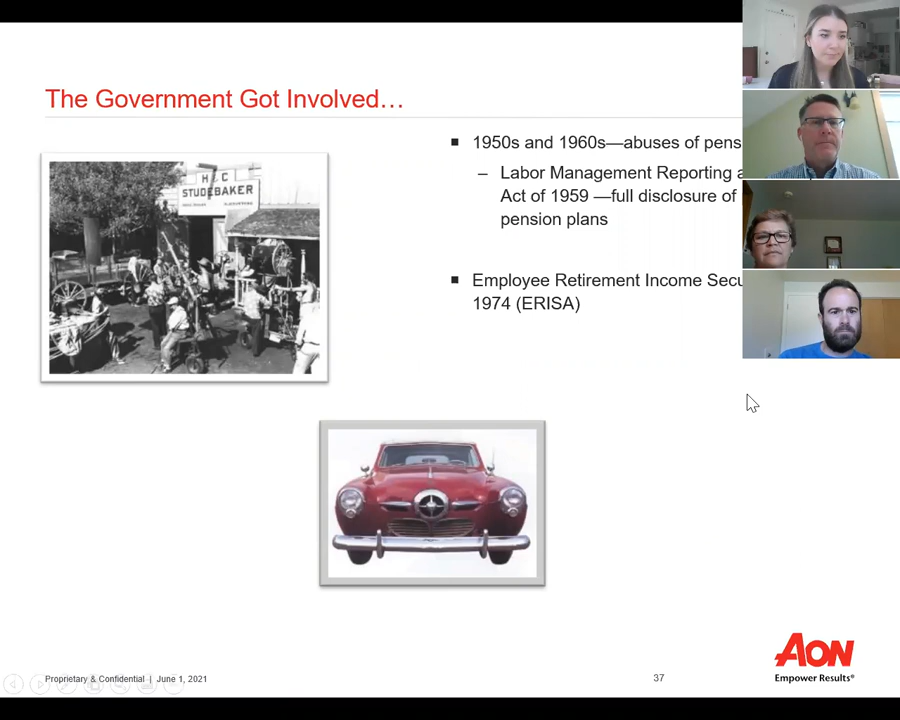 The Government Got Involved…
H C
STUDEBAKER
■ 1950s and 1960s—abuses of pens
– Labor Management Reporting a
Act of 1959 —full disclosure of
pension plans
■ Employee Retirement Income Secu
1974 (ERISA)
AON
Empower Results®
Proprietary & Confidential | June 1, 2021
37